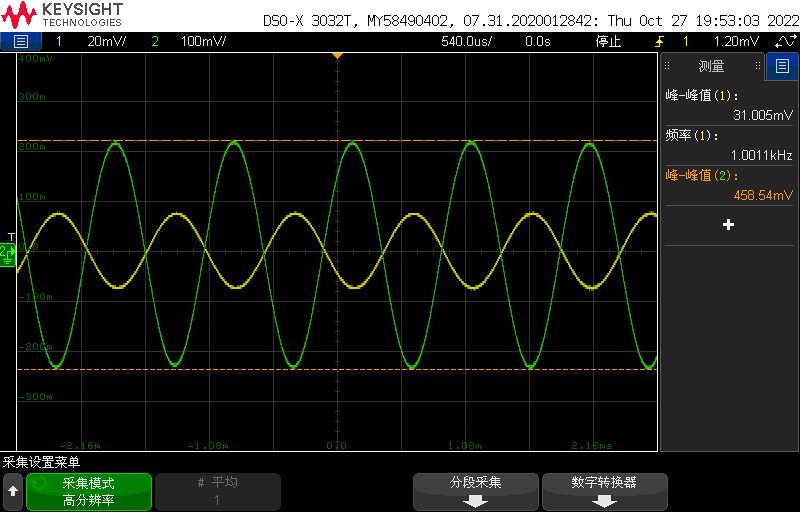 KEYSIGHT
TECHNOLOGIES
DSO-X 3032T, MY58490402, 07.31.2020012842: Thu Oct 27 19:53:03 2022
1 20mV/ 2 100mV/ 540.0us/ 0.0s 停止 1 1.20mV
400mV
300m
200m
100m
0.0
-100m
-200m
-300m
T
2
-2.16m -1.08m 0.0 1.08m 2.16ms
测量
峰-峰值(1):
31.005mV
频率(1):
1.0011kHz
峰-峰值(2):
458.54mV
采集设置菜单
采集模式
高分辨率
# 平均
1
分段采集
数字转换器